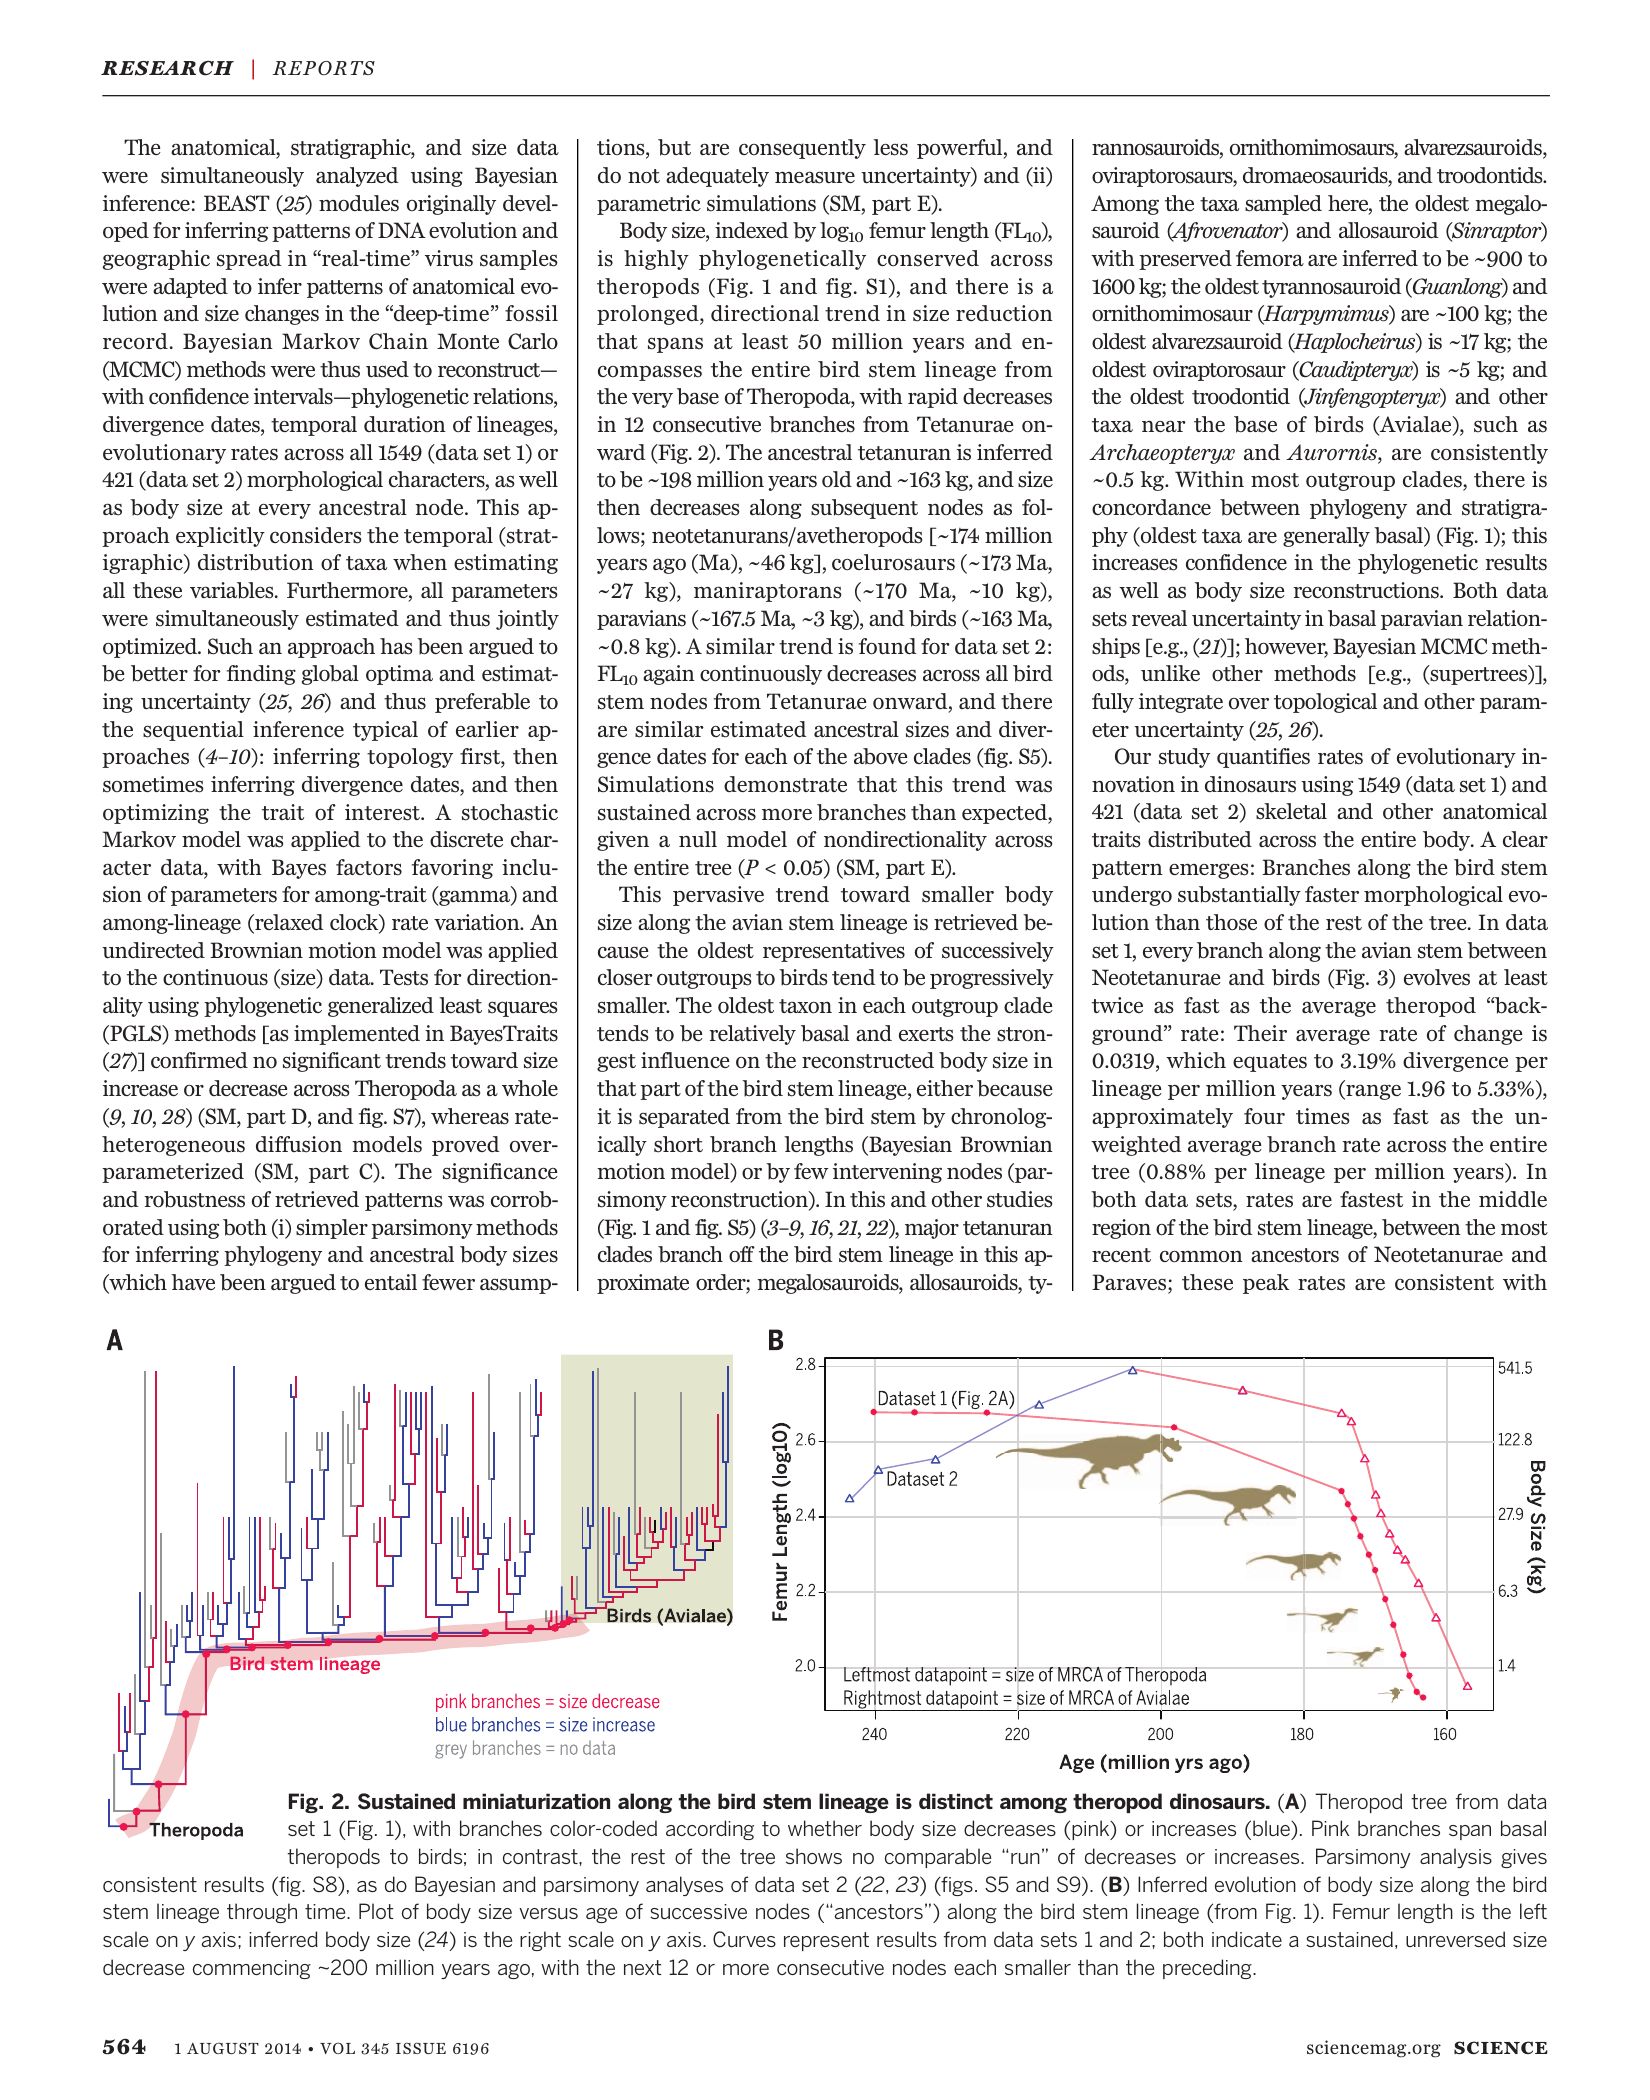 RESEARCH | REPORTS
The anatomical, stratigraphic, and size data
were simultaneously analyzed using Bayesian
inference: BEAST (25) modules originally devel-
oped for inferring patterns of DNA evolution and
geographic spread in “real-time” virus samples
were adapted to infer patterns of anatomical evo-
lution and size changes in the “deep-time” fossil
record. Bayesian Markov Chain Monte Carlo
(MCMC) methods were thus used to reconstruct—
with confidence intervals—phylogenetic relations,
divergence dates, temporal duration of lineages,
evolutionary rates across all 1549 (data set 1) or
421 (data set 2) morphological characters, as well
as body size at every ancestral node. This ap-
proach explicitly considers the temporal (strat-
igraphic) distribution of taxa when estimating
all these variables. Furthermore, all parameters
were simultaneously estimated and thus jointly
optimized. Such an approach has been argued to
be better for finding global optima and estimat-
ing uncertainty (25, 26) and thus preferable to
the sequential inference typical of earlier ap-
proaches (4–10): inferring topology first, then
sometimes inferring divergence dates, and then
optimizing the trait of interest. A stochastic
Markov model was applied to the discrete char-
acter data, with Bayes factors favoring inclu-
sion of parameters for among-trait (gamma) and
among-lineage (relaxed clock) rate variation. An
undirected Brownian motion model was applied
to the continuous (size) data. Tests for direction-
ality using phylogenetic generalized least squares
(PGLS) methods [as implemented in BayesTraits
(27)] confirmed no significant trends toward size
increase or decrease across Theropoda as a whole
(9, 10, 28) (SM, part D, and fig. S7), whereas rate-
heterogeneous diffusion models proved over-
parameterized (SM, part C). The significance
and robustness of retrieved patterns was corrob-
orated using both (i) simpler parsimony methods
for inferring phylogeny and ancestral body sizes
(which have been argued to entail fewer assump-
tions, but are consequently less powerful, and
do not adequately measure uncertainty) and (ii)
parametric simulations (SM, part E).
Body size, indexed by log10 femur length (FL10),
is highly phylogenetically conserved across
theropods (Fig. 1 and fig. S1), and there is a
prolonged, directional trend in size reduction
that spans at least 50 million years and en-
compasses the entire bird stem lineage from
the very base of Theropoda, with rapid decreases
in 12 consecutive branches from Tetanurae on-
ward (Fig. 2). The ancestral tetanuran is inferred
to be ~198 million years old and ~163 kg, and size
then decreases along subsequent nodes as fol-
lows; neotetanurans/avetheropods [~174 million
years ago (Ma), ~46 kg], coelurosaurs (~173 Ma,
~27 kg), maniraptorans (~170 Ma, ~10 kg),
paravians (~167.5 Ma, ~3 kg), and birds (~163 Ma,
~0.8 kg). A similar trend is found for data set 2:
FL10 again continuously decreases across all bird
stem nodes from Tetanurae onward, and there
are similar estimated ancestral sizes and diver-
gence dates for each of the above clades (fig. S5).
Simulations demonstrate that this trend was
sustained across more branches than expected,
given a null model of nondirectionality across
the entire tree (P < 0.05) (SM, part E).
This pervasive trend toward smaller body
size along the avian stem lineage is retrieved be-
cause the oldest representatives of successively
closer outgroups to birds tend to be progressively
smaller. The oldest taxon in each outgroup clade
tends to be relatively basal and exerts the stron-
gest influence on the reconstructed body size in
that part of the bird stem lineage, either because
it is separated from the bird stem by chronolog-
ically short branch lengths (Bayesian Brownian
motion model) or by few intervening nodes (par-
simony reconstruction). In this and other studies
(Fig. 1 and fig. S5) (3–9, 16, 21, 22), major tetanuran
clades branch off the bird stem lineage in this ap-
proximate order; megalosauroids, allosauroids, ty-
rannosauroids, ornithomimosaurs, alvarezsauroids,
oviraptorosaurs, dromaeosaurids, and troodontids.
Among the taxa sampled here, the oldest megalo-
sauroid (Afrovenator) and allosauroid (Sinraptor)
with preserved femora are inferred to be ~900 to
1600 kg; the oldest tyrannosauroid (Guanlong) and
ornithomimosaur (Harpymimus) are ~100 kg; the
oldest alvarezsauroid (Haplocheirus) is ~17 kg; the
oldest oviraptorosaur (Caudipteryx) is ~5 kg; and
the oldest troodontid (Jinfengopteryx) and other
taxa near the base of birds (Avialae), such as
Archaeopteryx and Aurornis, are consistently
~0.5 kg. Within most outgroup clades, there is
concordance between phylogeny and stratigra-
phy (oldest taxa are generally basal) (Fig. 1); this
increases confidence in the phylogenetic results
as well as body size reconstructions. Both data
sets reveal uncertainty in basal paravian relation-
ships [e.g., (21)]; however, Bayesian MCMC meth-
ods, unlike other methods [e.g., (supertrees)],
fully integrate over topological and other param-
eter uncertainty (25, 26).
Our study quantifies rates of evolutionary in-
novation in dinosaurs using 1549 (data set 1) and
421 (data set 2) skeletal and other anatomical
traits distributed across the entire body. A clear
pattern emerges: Branches along the bird stem
undergo substantially faster morphological evo-
lution than those of the rest of the tree. In data
set 1, every branch along the avian stem between
Neotetanurae and birds (Fig. 3) evolves at least
twice as fast as the average theropod “back-
ground” rate: Their average rate of change is
0.0319, which equates to 3.19% divergence per
lineage per million years (range 1.96 to 5.33%),
approximately four times as fast as the un-
weighted average branch rate across the entire
tree (0.88% per lineage per million years). In
both data sets, rates are fastest in the middle
region of the bird stem lineage, between the most
recent common ancestors of Neotetanurae and
Paraves; these peak rates are consistent with
A
Birds (Avialae)
Bird stem lineage
pink branches = size decrease
blue branches = size increase
grey branches = no data
Theropoda
B
2.8
2.6
2.4
2.2
2.0
Femur Length (log10)
Dataset 1 (Fig. 2A)
Dataset 2
Leftmost datapoint = size of MRCA of Theropoda
Rightmost datapoint = size of MRCA of Avialae
541.5
122.8
27.9
6.3
1.4
Body Size (kg)
240 220 200 180 160
Age (million yrs ago)
Fig. 2. Sustained miniaturization along the bird stem lineage is distinct among theropod dinosaurs. (A) Theropod tree from data
set 1 (Fig. 1), with branches color-coded according to whether body size decreases (pink) or increases (blue). Pink branches span basal
theropods to birds; in contrast, the rest of the tree shows no comparable “run” of decreases or increases. Parsimony analysis gives
consistent results (fig. S8), as do Bayesian and parsimony analyses of data set 2 (22, 23) (figs. S5 and S9). (B) Inferred evolution of body size along the bird
stem lineage through time. Plot of body size versus age of successive nodes (“ancestors”) along the bird stem lineage (from Fig. 1). Femur length is the left
scale on y axis; inferred body size (24) is the right scale on y axis. Curves represent results from data sets 1 and 2; both indicate a sustained, unreversed size
decrease commencing ~200 million years ago, with the next 12 or more consecutive nodes each smaller than the preceding.
564 1 AUGUST 2014 • VOL 345 ISSUE 6196
sciencemag.org SCIENCE